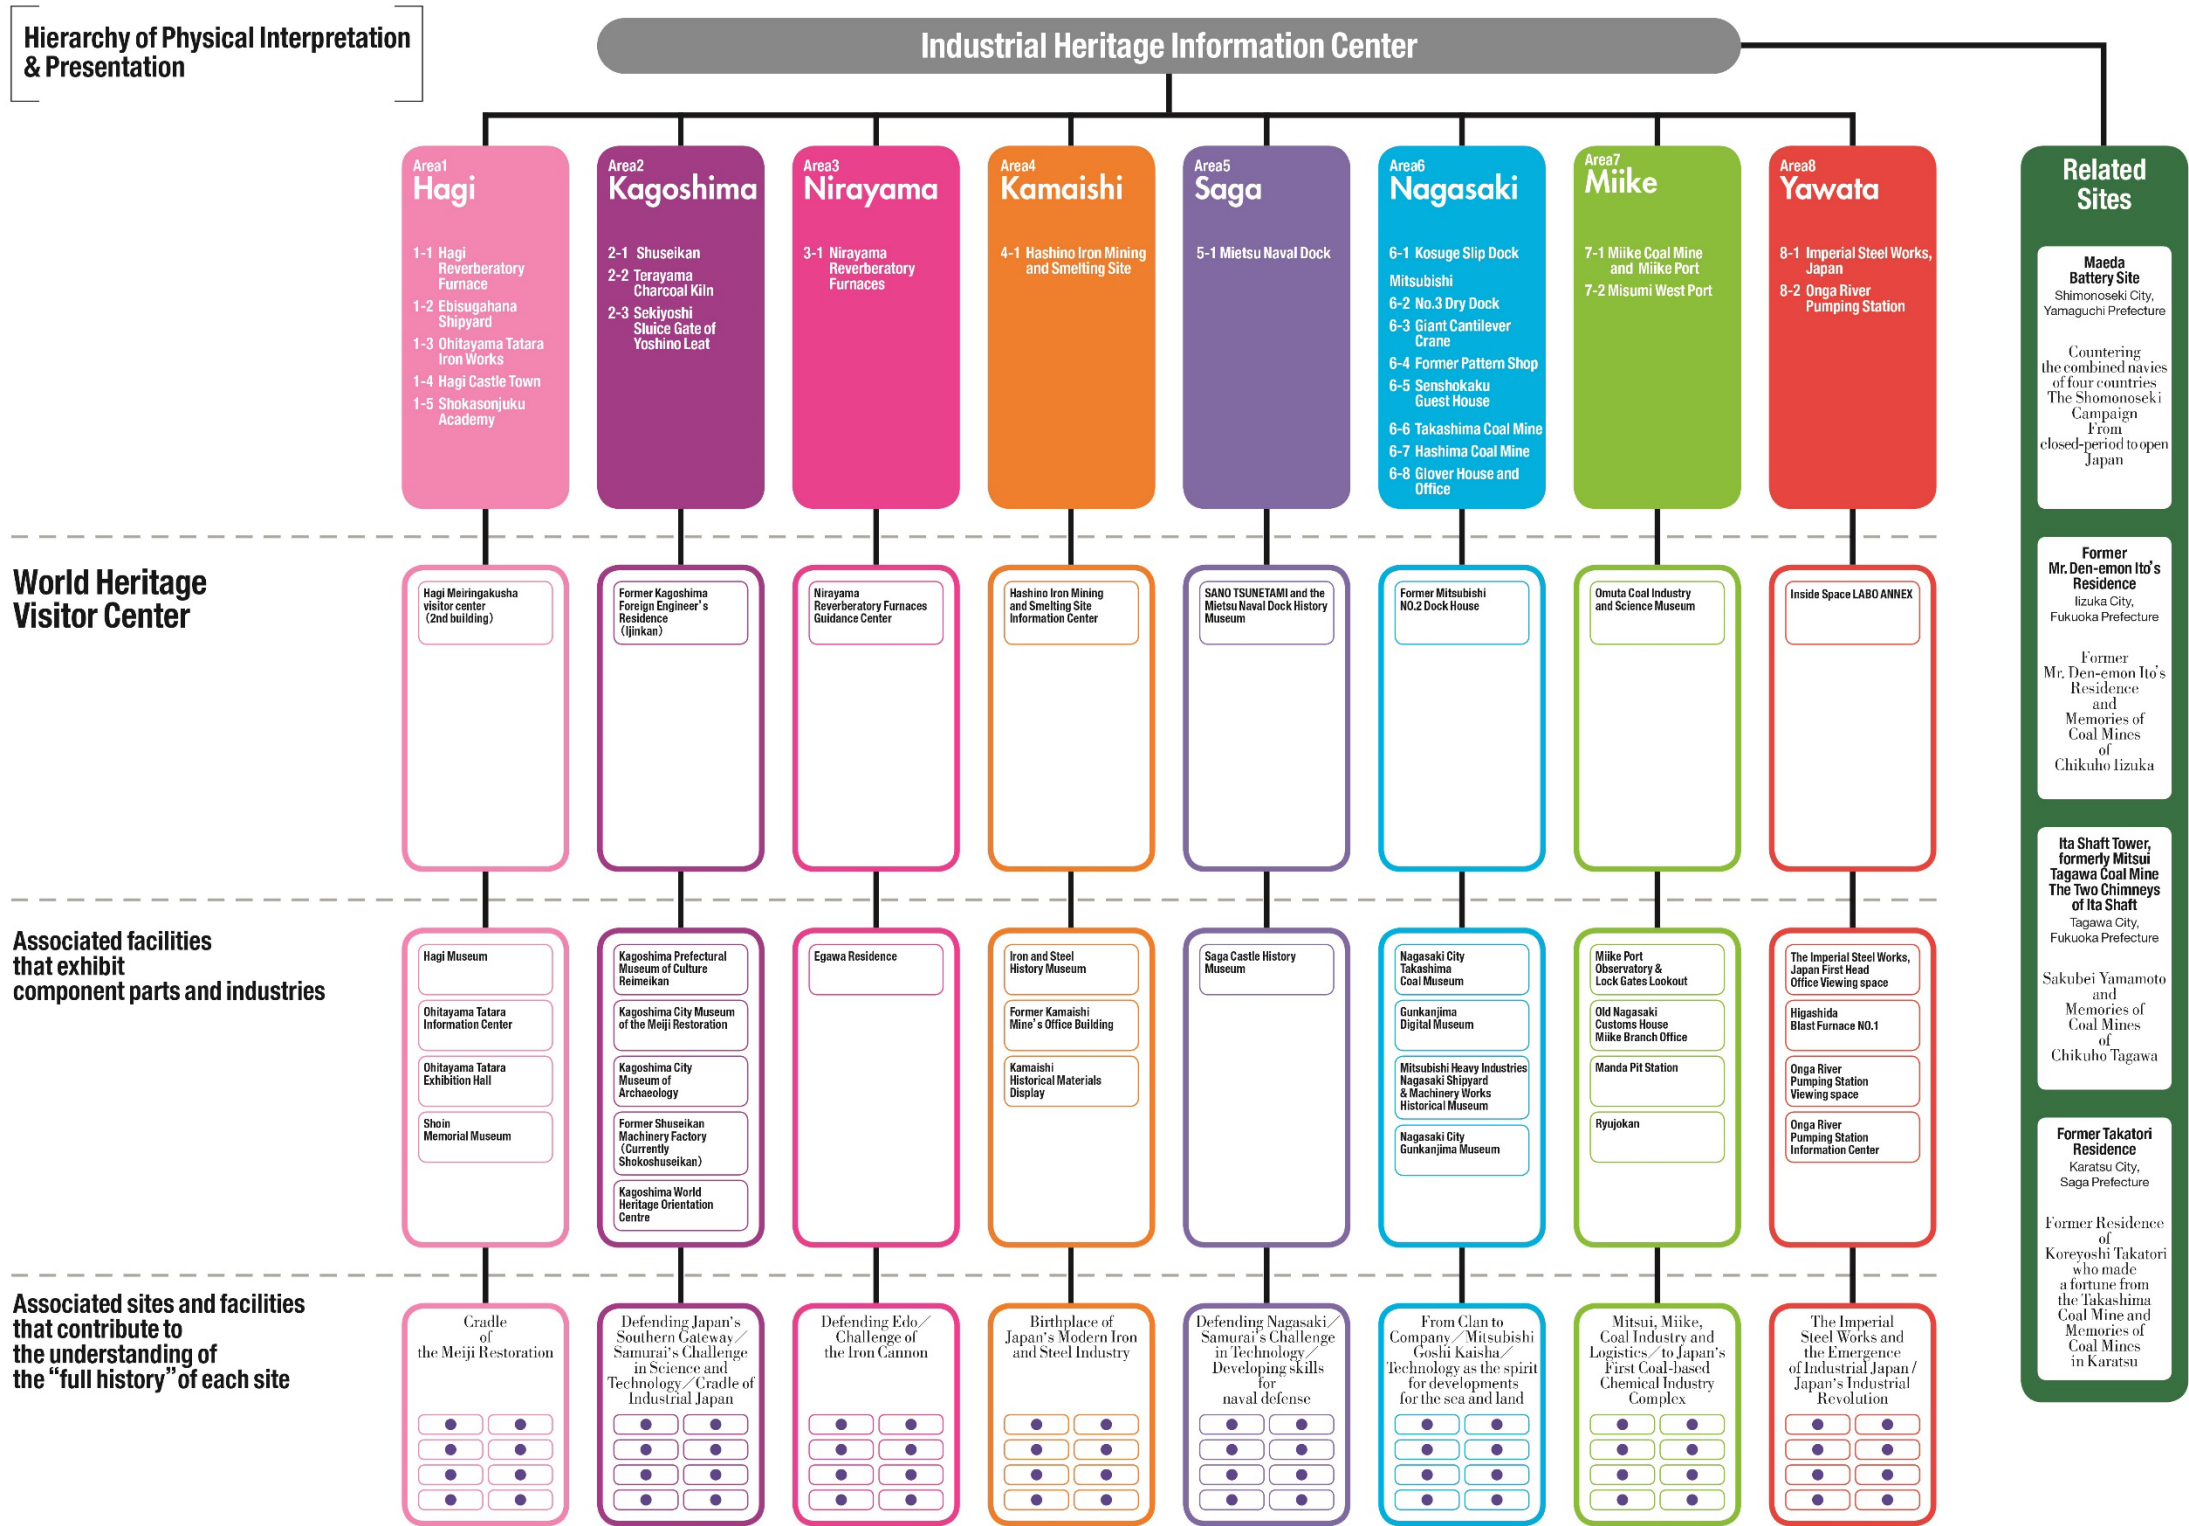 Hierarchy of Physical Interpretation
& Presentation
Industrial Heritage Information Center
Area1
Hagi
1-1 Hagi
Reverberatory
Furnace
1-2 Ebisugahana
Shipyard
1-3 Ohitayama Tatara
Iron Works
1-4 Hagi Castle Town
1-5 Shokasonjuku
Academy
Area2
Kagoshima
2-1 Shuseikan
2-2 Terayama
Charcoal Kiln
2-3 Sekiyoshi
Sluice Gate of
Yoshino Leat
Area3
Nirayama
3-1 Nirayama
Reverberatory
Furnaces
Area4
Kamaishi
4-1 Hashino Iron Mining
and Smelting Site
Area5
Saga
5-1 Mietsu Naval Dock
Area6
Nagasaki
6-1 Kosuge Slip Dock
Mitsubishi
6-2 No.3 Dry Dock
6-3 Giant Cantilever
Crane
6-4 Former Pattern Shop
6-5 Senshokaku
Guest House
6-6 Takashima Coal Mine
6-7 Hashima Coal Mine
6-8 Glover House and
Office
Area7
Miike
7-1 Miike Coal Mine
and Miike Port
7-2 Misumi West Port
Area8
Yawata
8-1 Imperial Steel Works,
Japan
8-2 Onga River
Pumping Station
World Heritage
Visitor Center
Hagi Meiringakusha
visitor center
(2nd building)
Former Kagoshima
Foreign Engineer's
Residence
(Ijinkan)
Nirayama
Reverberatory Furnaces
Guidance Center
Hashino Iron Mining
and Smelting Site
Information Center
SANO TSUNETAMI and the
Mietsu Naval Dock History
Museum
Former Mitsubishi
NO.2 Dock House
Omuta Coal Industry
and Science Museum
Inside Space LABO ANNEX
Associated facilities
that exhibit
component parts and industries
Hagi Museum
Ohitayama Tatara
Information Center
Ohitayama Tatara
Exhibition Hall
Shoin
Memorial Museum
Kagoshima Prefectural
Museum of Culture
Reimeikan
Kagoshima City Museum
of the Meiji Restoration
Kagoshima City
Museum of
Archaeology
Former Shuseikan
Machinery Factory
(Currently
Shokoshuseikan)
Kagoshima World
Heritage Orientation
Centre
Egawa Residence
Iron and Steel
History Museum
Former Kamaishi
Mine's Office Building
Kamaishi
Historical Materials
Display
Saga Castle History
Museum
Nagasaki City
Takashima
Coal Museum
Gunkanjima
Digital Museum
Mitsubishi Heavy Industries
Nagasaki Shipyard
& Machinery Works
Historical Museum
Nagasaki City
Gunkanjima Museum
Miike Port
Observatory &
Lock Gates Lookout
Old Nagasaki
Customs House
Miike Branch Office
Manda Pit Station
Ryujokan
The Imperial Steel Works,
Japan First Head
Office Viewing space
Higashida
Blast Furnace NO.1
Onga River
Pumping Station
Viewing space
Onga River
Pumping Station
Information Center
Associated sites and facilities
that contribute to
the understanding of
the “full history” of each site
Cradle
of
the Meiji Restoration
Defending Japan's
Southern Gateway/
Samurai's Challenge
in Science and
Technology/Cradle of
Industrial Japan
Defending Edo/
Challenge of
the Iron Cannon
Birthplace of
Japan's Modern Iron
and Steel Industry
Defending Nagasaki/
Samurai's Challenge
in Technology/
Developing skills
for
naval defense
From Clan to
Company/Mitsubishi
Goshi Kaisha/
Technology as the spirit
for developments
for the sea and land
Mitsui, Miike,
Coal Industry and
Logistics/to Japan's
First Coal-based
Chemical Industry
Complex
The Imperial
Steel Works and
the Emergence
of Industrial Japan/
Japan's Industrial
Revolution
Related
Sites
Maeda
Battery Site
Shimonoseki City,
Yamaguchi Prefecture
Countering
the combined navies
of four countries
The Shomonoseki
Campaign
From
closed-period to open
Japan
Former
Mr. Den-emon Ito's
Residence
Iizuka City,
Fukuoka Prefecture
Former
Mr. Den-emon Ito's
Residence
and
Memories of
Coal Mines
of
Chikuho Iizuka
Ita Shaft Tower,
formerly Mitsui
Tagawa Coal Mine
The Two Chimneys
of Ita Shaft
Tagawa City,
Fukuoka Prefecture
Sakubei Yamamoto
and
Memories of
Coal Mines
of
Chikuho Tagawa
Former Takatori
Residence
Karatsu City,
Saga Prefecture
Former Residence
of
Koreyoshi Takatori
who made
a fortune from
the Takashima
Coal Mine and
Memories of
Coal Mines
in Karatsu